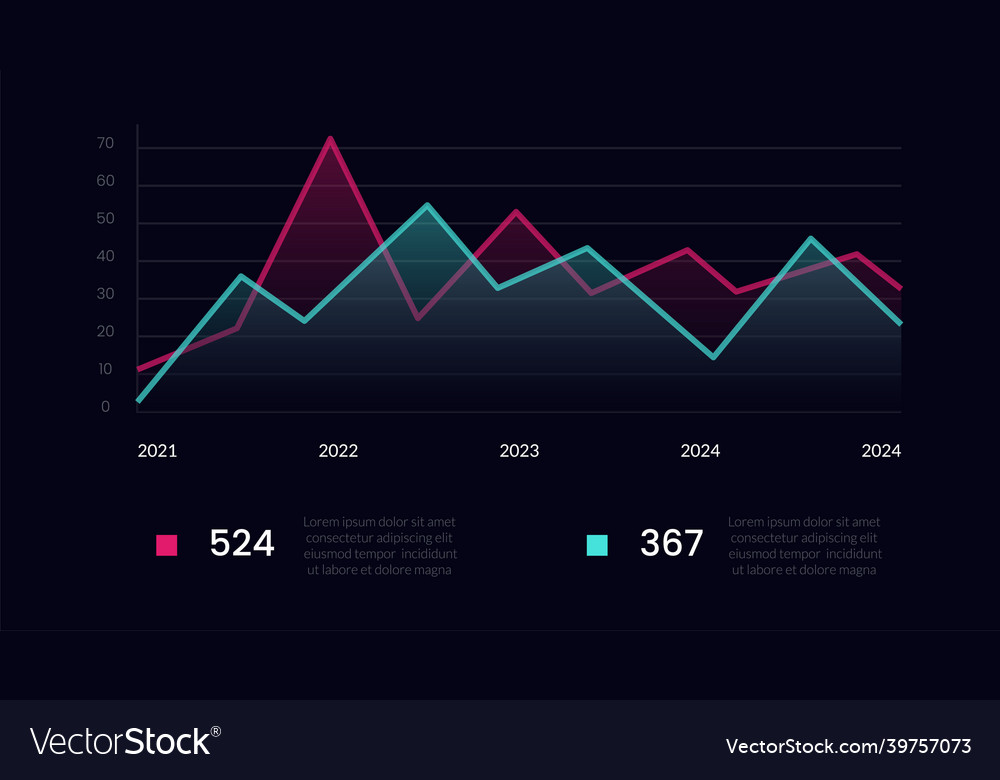 70
60
50
40
30
20
10
0
2021 2022 2023 2024 2024
524
Lorem ipsum dolor sit amet
consectetur adipiscing elit
eiusmod tempor incididunt
ut labore et dolore magna
367
Lorem ipsum dolor sit amet
consectetur adipiscing elit
eiusmod tempor incididunt
ut labore et dolore magna
VectorStock®
VectorStock.com/39757073